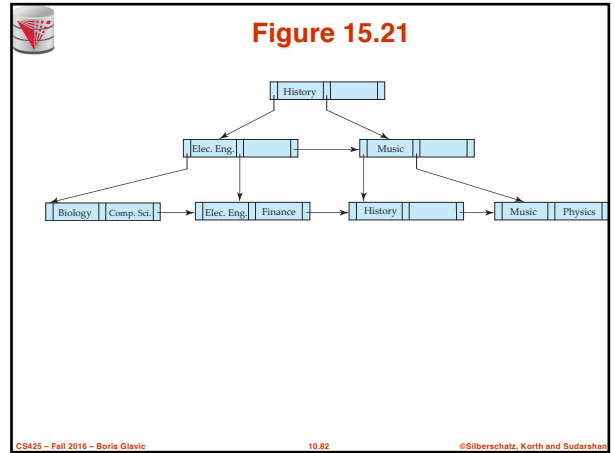 Figure 15.21
History
Elec. Eng. Music
Biology Comp. Sci. Elec. Eng. Finance History Music Physics
CS425 – Fall 2016 – Boris Glavic 10.82 ©Silberschatz, Korth and Sudarshan